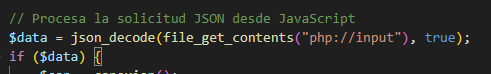 // Procesa la solicitud JSON desde JavaScript
$data = json_decode(file_get_contents("php://input"), true);
if ($data) {